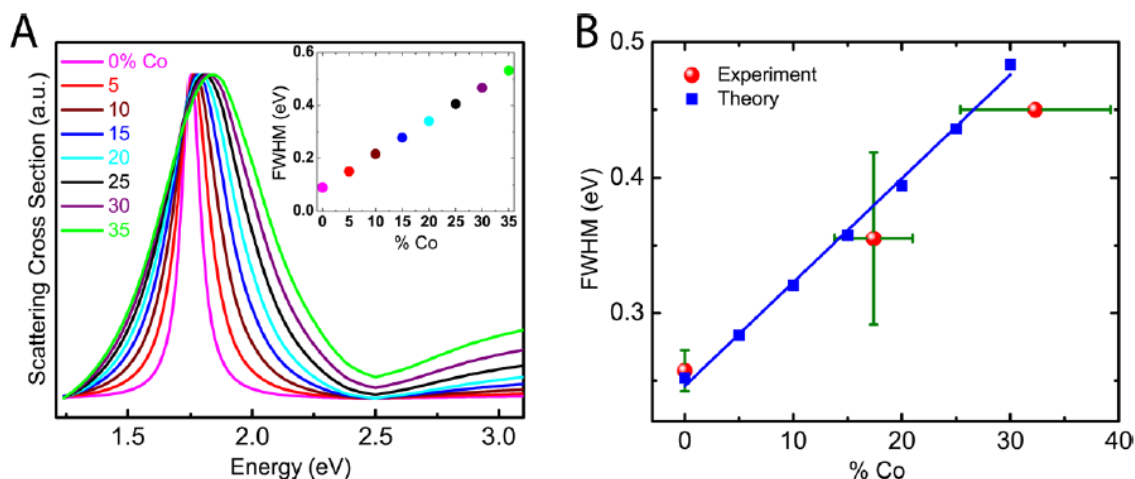 A
Scattering Cross Section (a.u.)
0% Co
5
10
15
20
25
30
35
1.5
2.0
2.5
3.0
Energy (eV)
FWHM (eV)
0.6
0.4
0.2
0.0
0 5 10 15 20 25 30 35
% Co
B
FWHM (eV)
0.5
0.4
0.3
Experiment
Theory
0 10 20 30 40
% Co